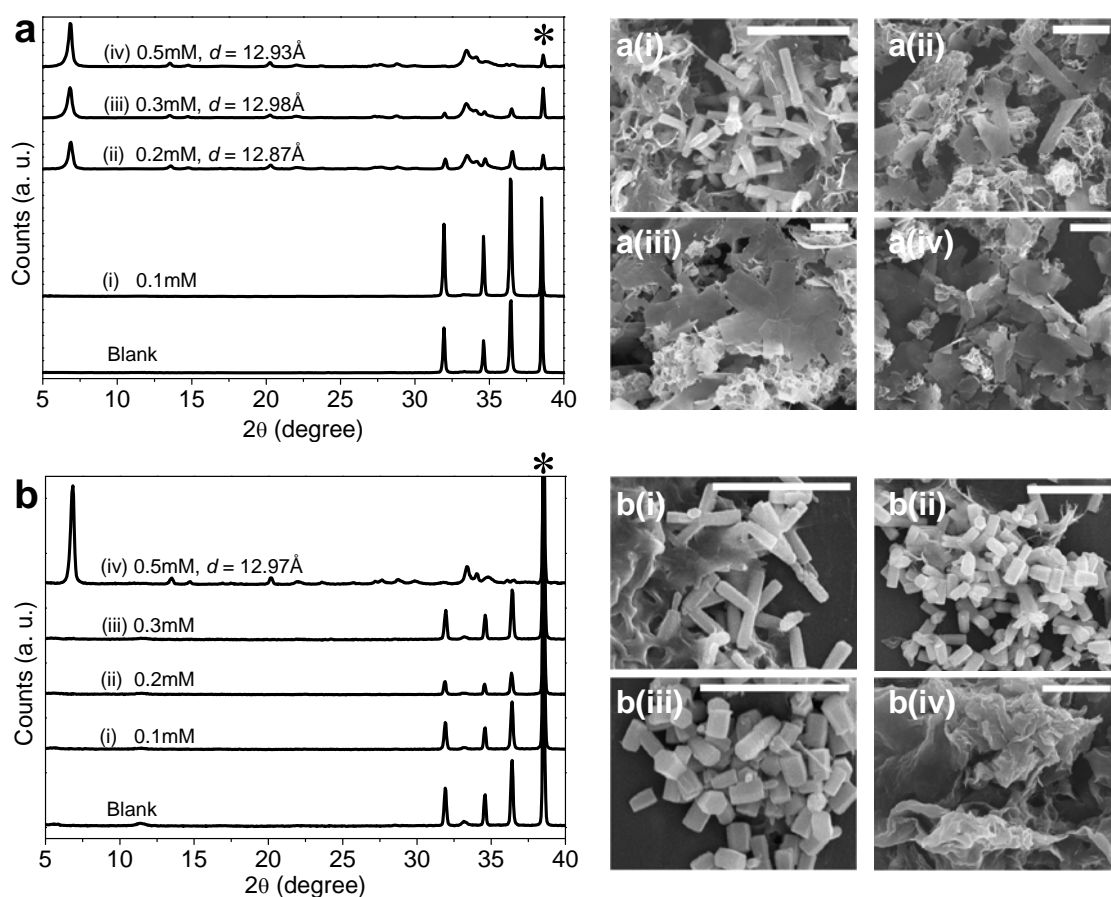 a
*
(iv) 0.5mM, d = 12.93Å
(iii) 0.3mM, d = 12.98Å
(ii) 0.2mM, d = 12.87Å
(i) 0.1mM
Blank
Counts (a. u.)
5 10 15 20 25 30 35 40
2θ (degree)
a(i)
a(ii)
a(iii)
a(iv)
b
*
(iv) 0.5mM, d = 12.97Å
(iii) 0.3mM
(ii) 0.2mM
(i) 0.1mM
Blank
Counts (a. u.)
5 10 15 20 25 30 35 40
2θ (degree)
b(i)
b(ii)
b(iii)
b(iv)